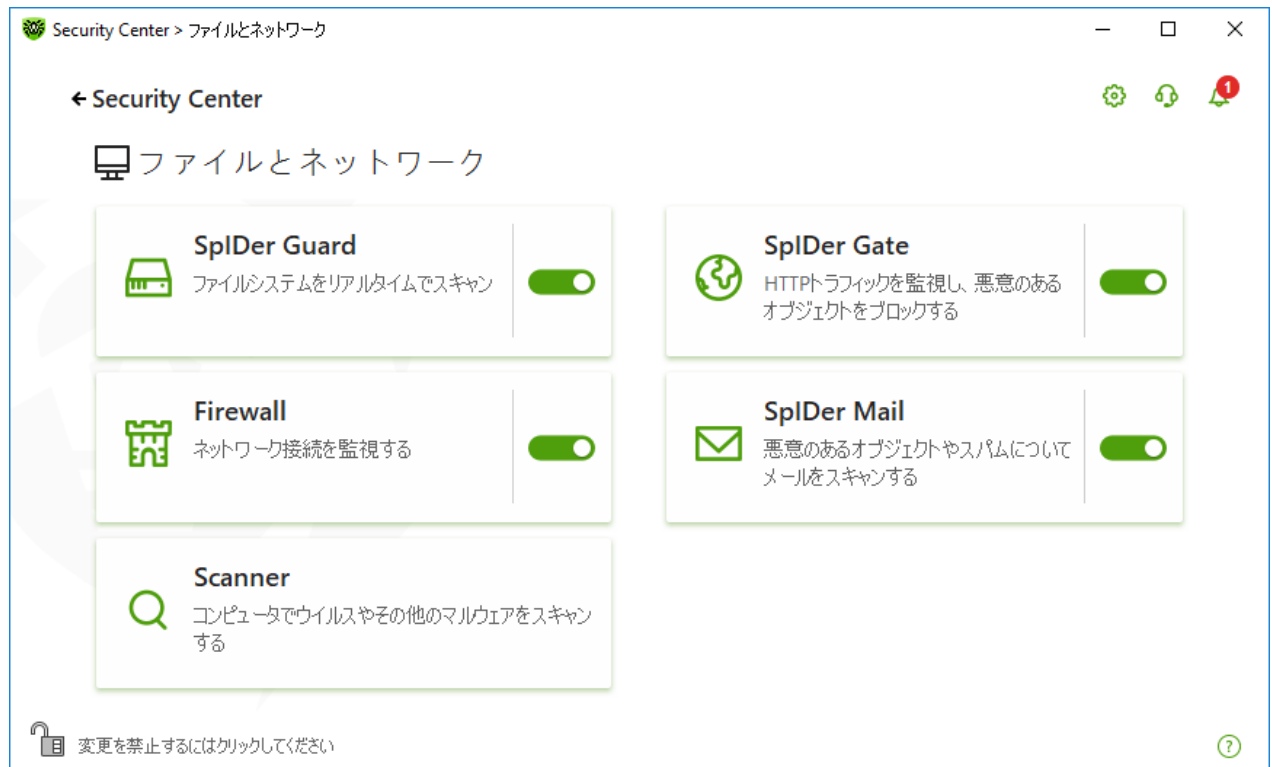 Security Center > ファイルとネットワーク
Security Center
1
ファイルとネットワーク
SpIDer Guard
ファイルシステムをリアルタイムでスキャン
SpIDer Gate
HTTPトラフィックを監視し、悪意のある
オブジェクトをブロックする
Firewall
ネットワーク接続を監視する
SpIDer Mail
悪意のあるオブジェクトやスパムについて
メールをスキャンする
Scanner
コンピュータでウイルスやその他のマルウェアをスキャン
する
変更を禁止するにはクリックしてください
?